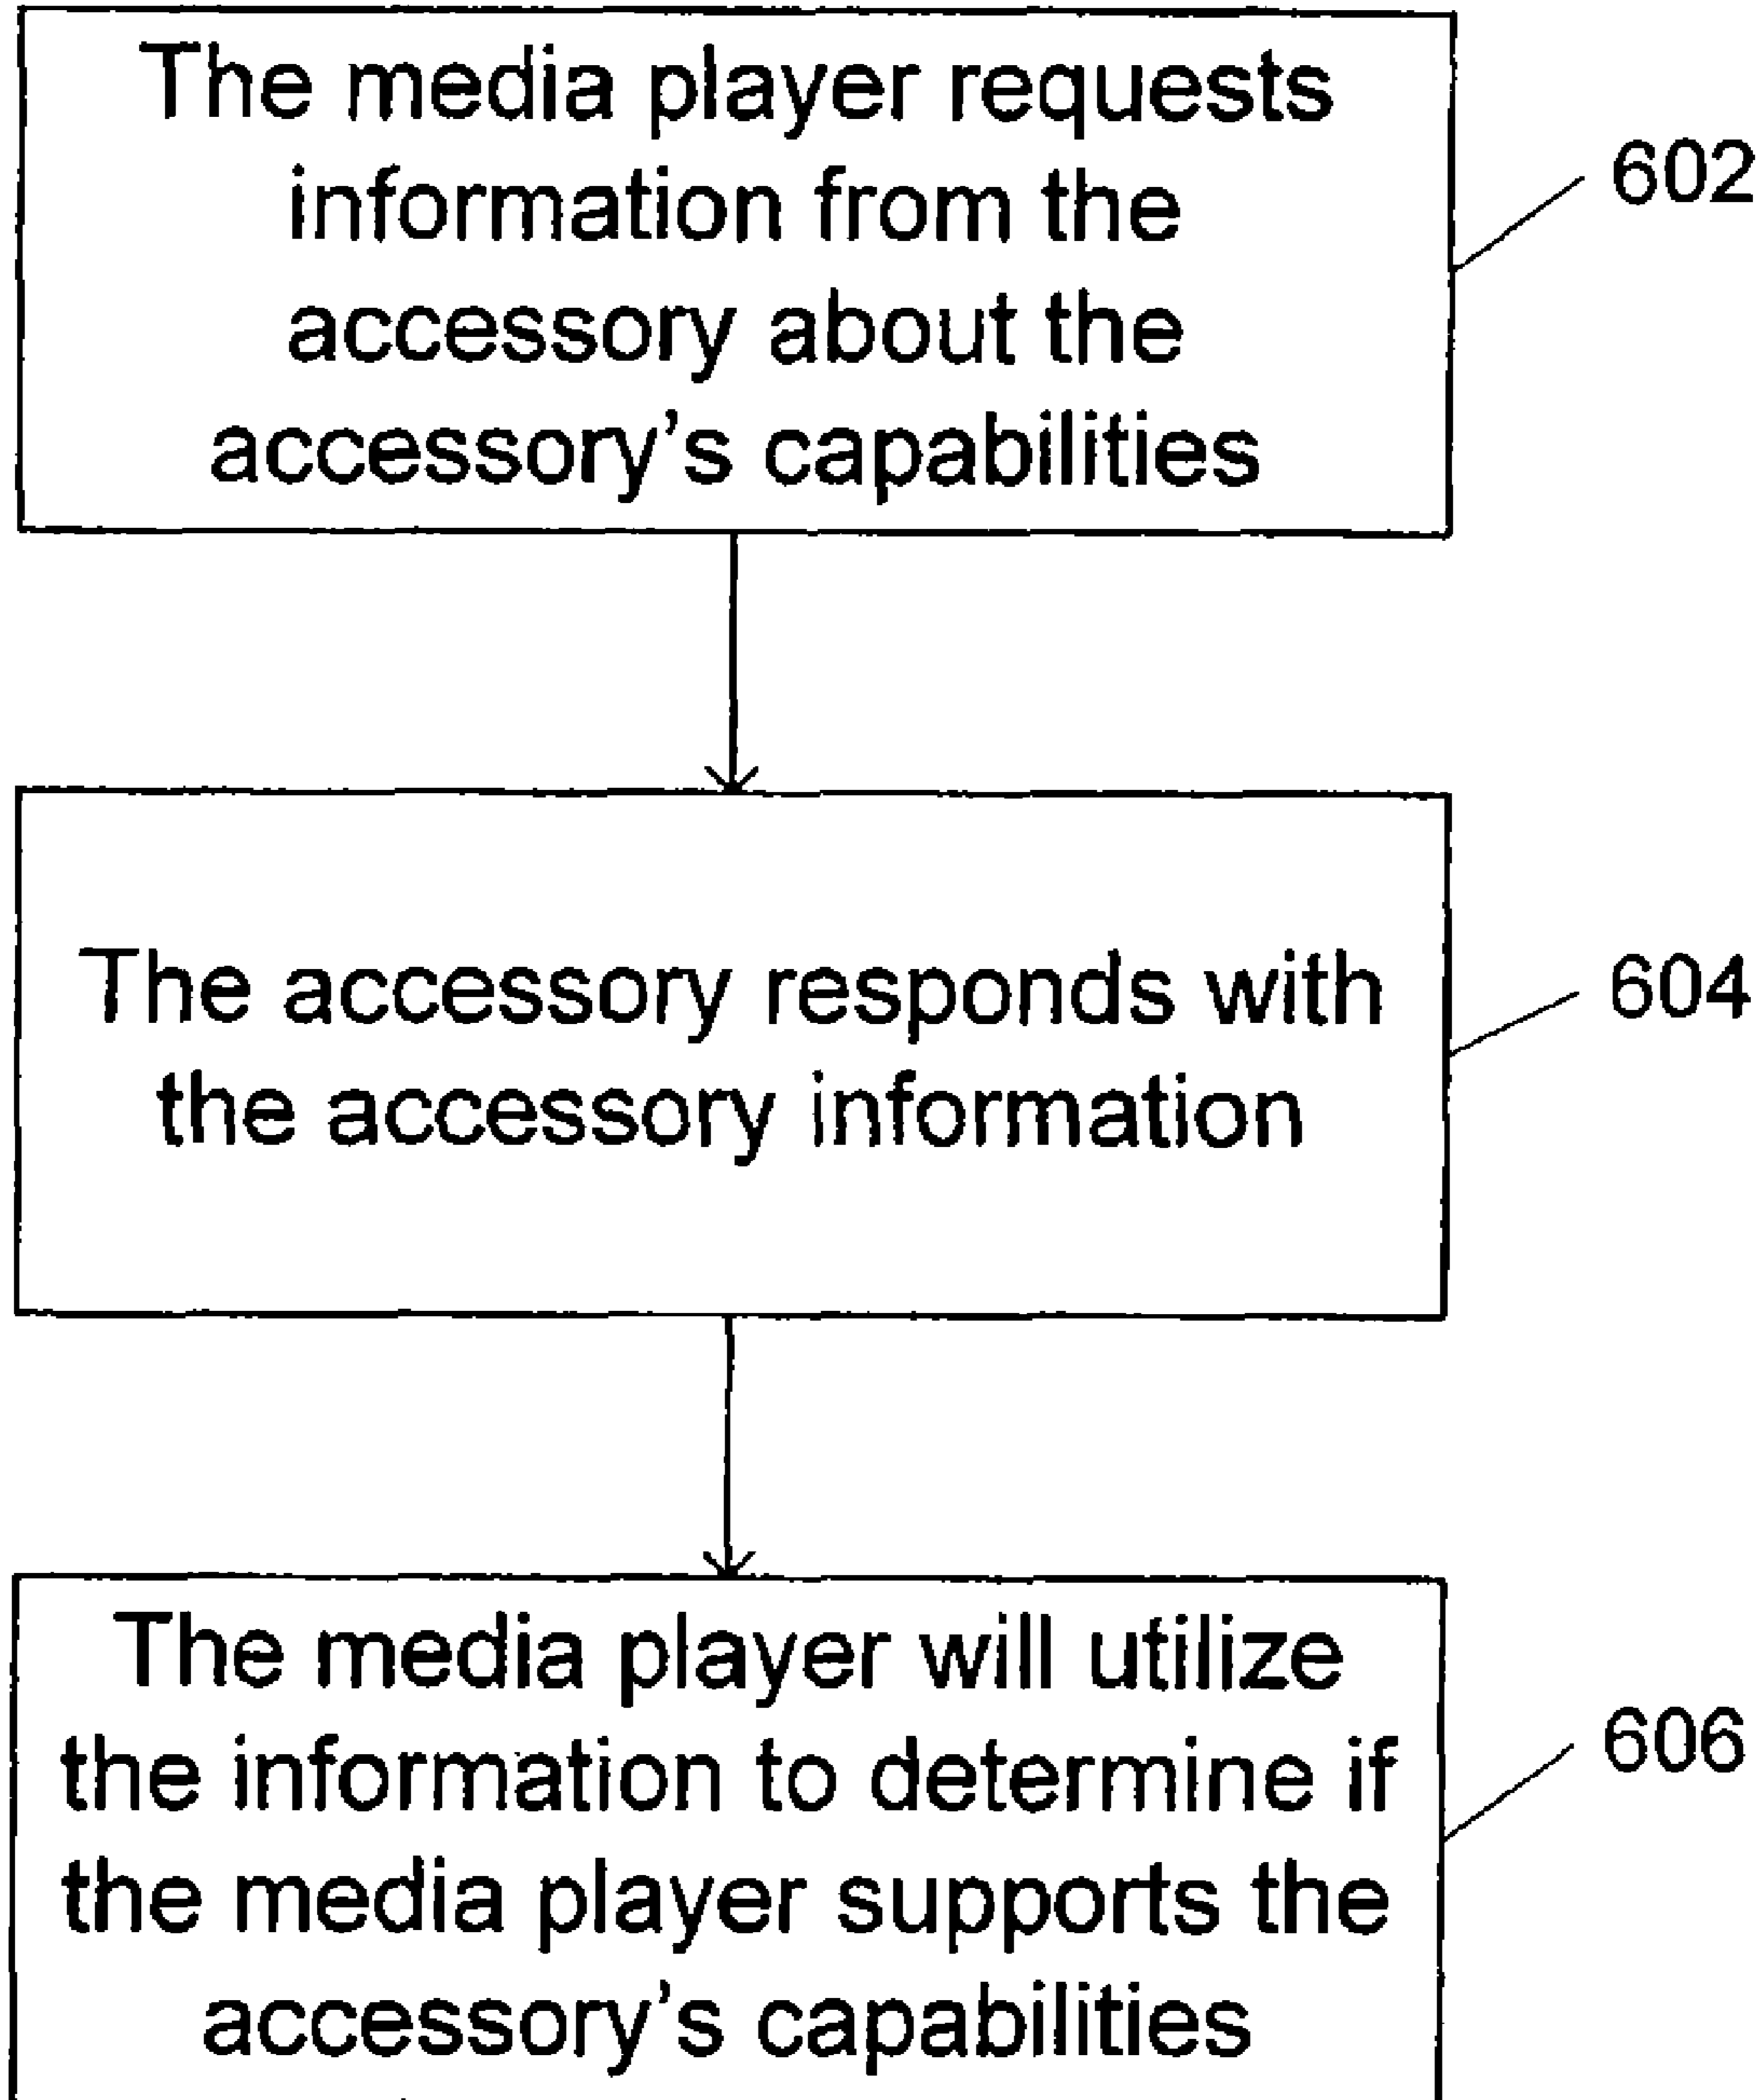 The media player requests
information from the
accessory about the
accessory's capabilities
602
The accessory responds with
the accessory information
604
The media player will utilize
the information to determine if
the media player supports the
accessory's capabilities
606